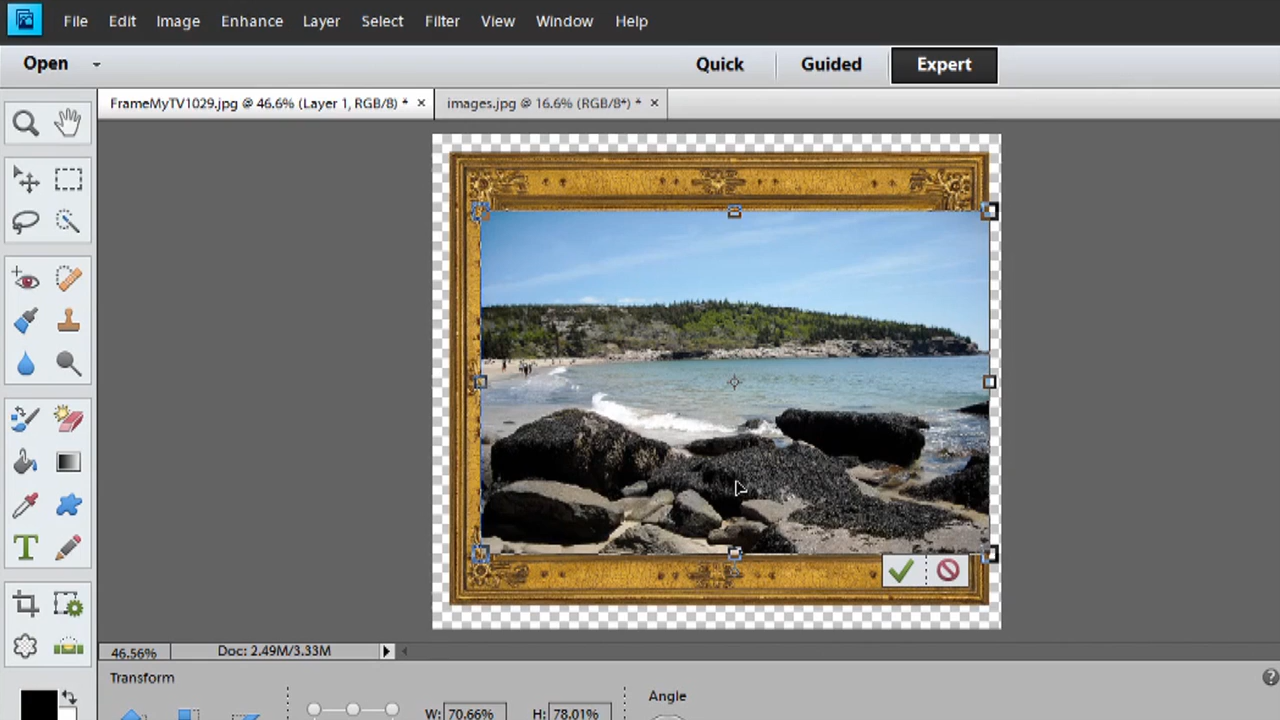 File Edit Image Enhance Layer Select Filter View Window Help
Open Quick Guided Expert
FrameMyTV1029.jpg @ 46.6% (Layer 1, RGB/8) * × images.jpg @ 16.6% (RGB/8*) * ×
T
46.56% Doc: 2.49M/3.33M
Transform ?
Angle
W: 70.66% H: 78.01%